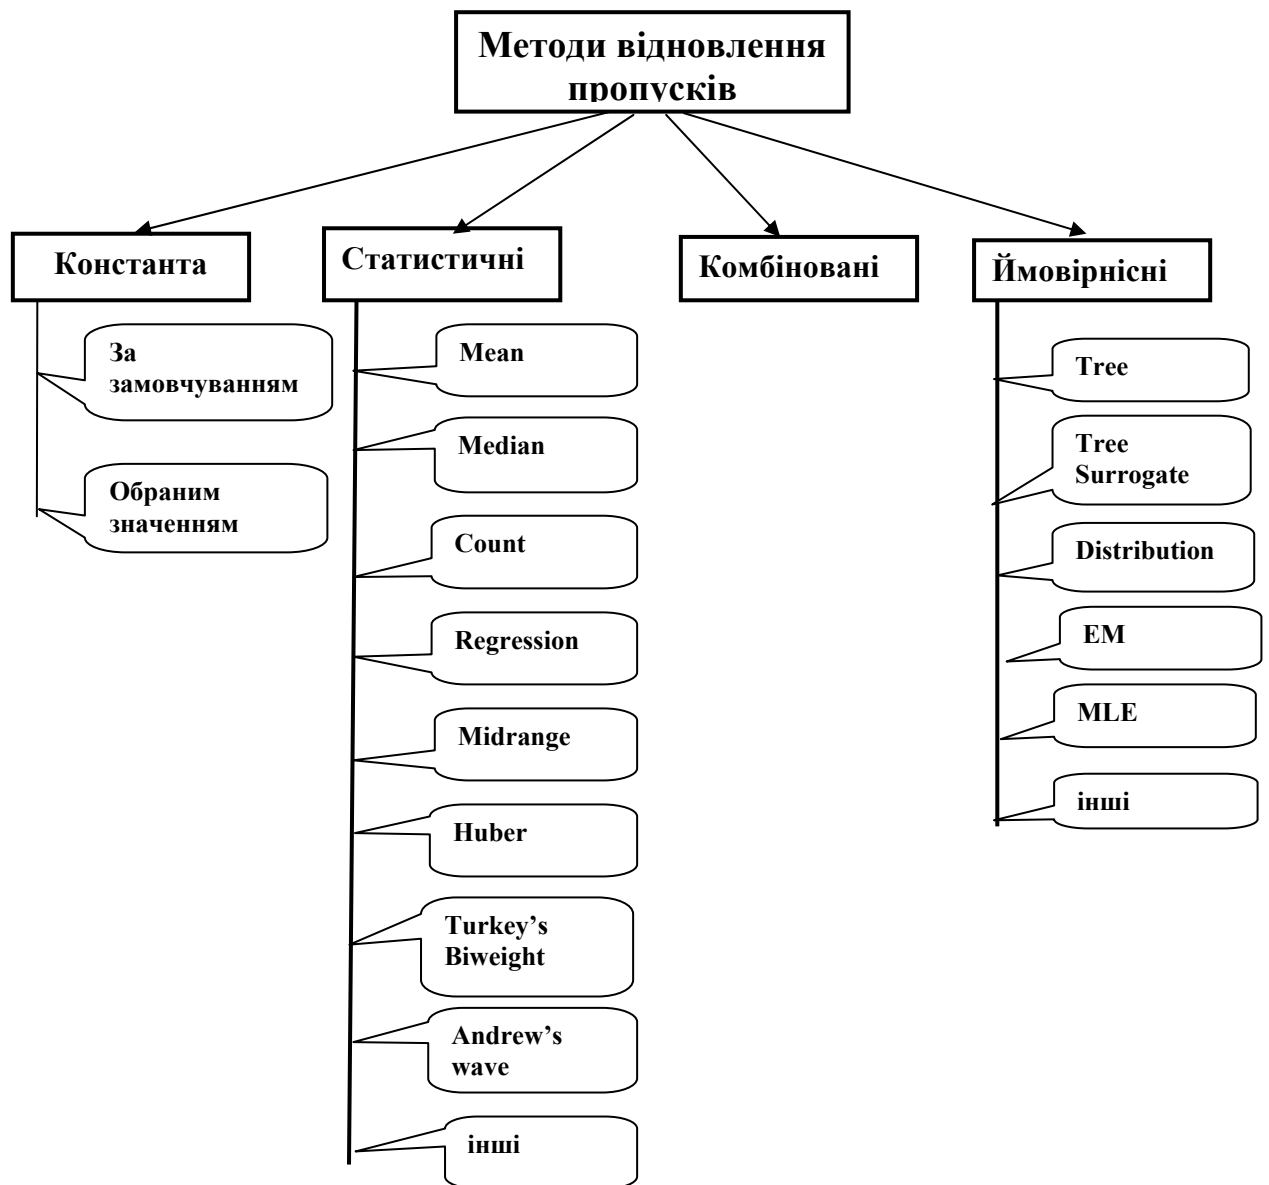 Методи відновлення
пропусків
Константа
Статистичні
Комбіновані
Ймовірнісні
За
замовчуванням
Обраним
значенням
Mean
Median
Count
Regression
Midrange
Huber
Turkey’s
Biweight
Andrew’s
wave
інші
Tree
Tree
Surrogate
Distribution
EM
MLE
інші